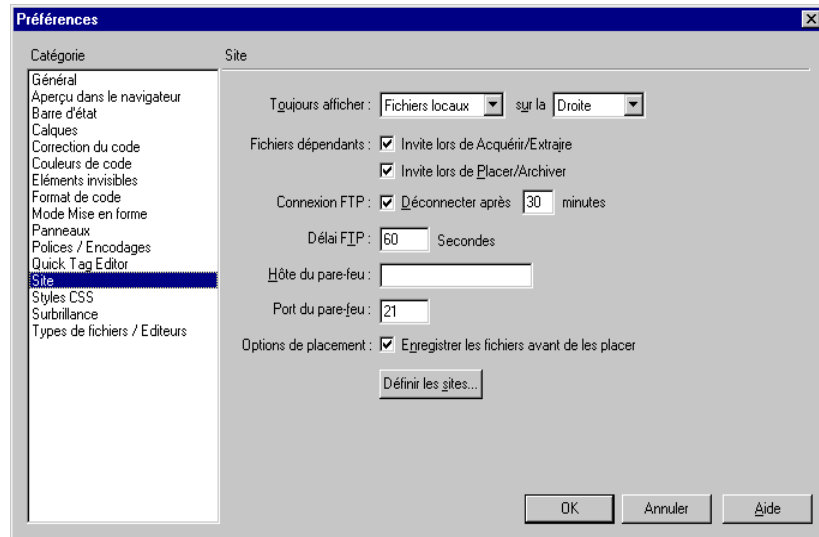 Préférences
Catégorie
Site
Général
Aperçu dans le navigateur
Barre d'état
Calques
Correction du code
Couleurs de code
Eléments invisibles
Format de code
Mode Mise en forme
Panneaux
Polices / Encodages
Quick Tag Editor
Site
Styles CSS
Surbrillance
Types de fichiers / Editeurs
Toujours afficher : Fichiers locaux sur la Droite
Fichiers dépendants : Invite lors de Acquérir/Extraire
Invite lors de Placer/Archiver
Connexion FTP : Déconnecter après 30 minutes
Délai FTP : 60 Secondes
Hôte du pare-feu :
Port du pare-feu : 21
Options de placement : Enregistrer les fichiers avant de les placer
Définir les sites...
OK Annuler Aide